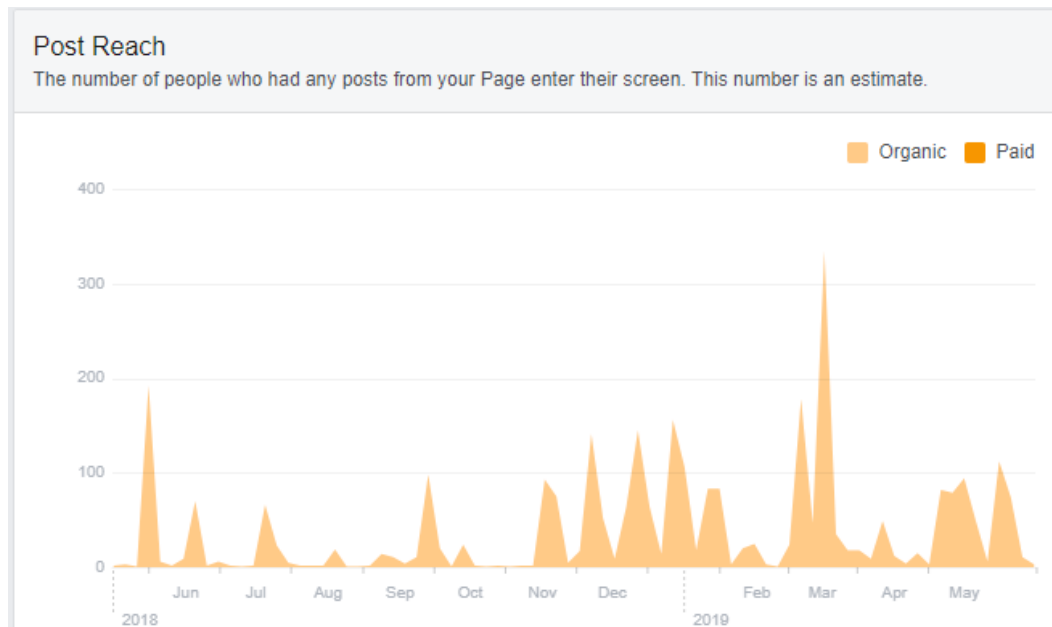 Post Reach
The number of people who had any posts from your Page enter their screen. This number is an estimate.
Organic Paid
400
300
200
100
0
Jun Jul Aug Sep Oct Nov Dec Feb Mar Apr May
2018 2019